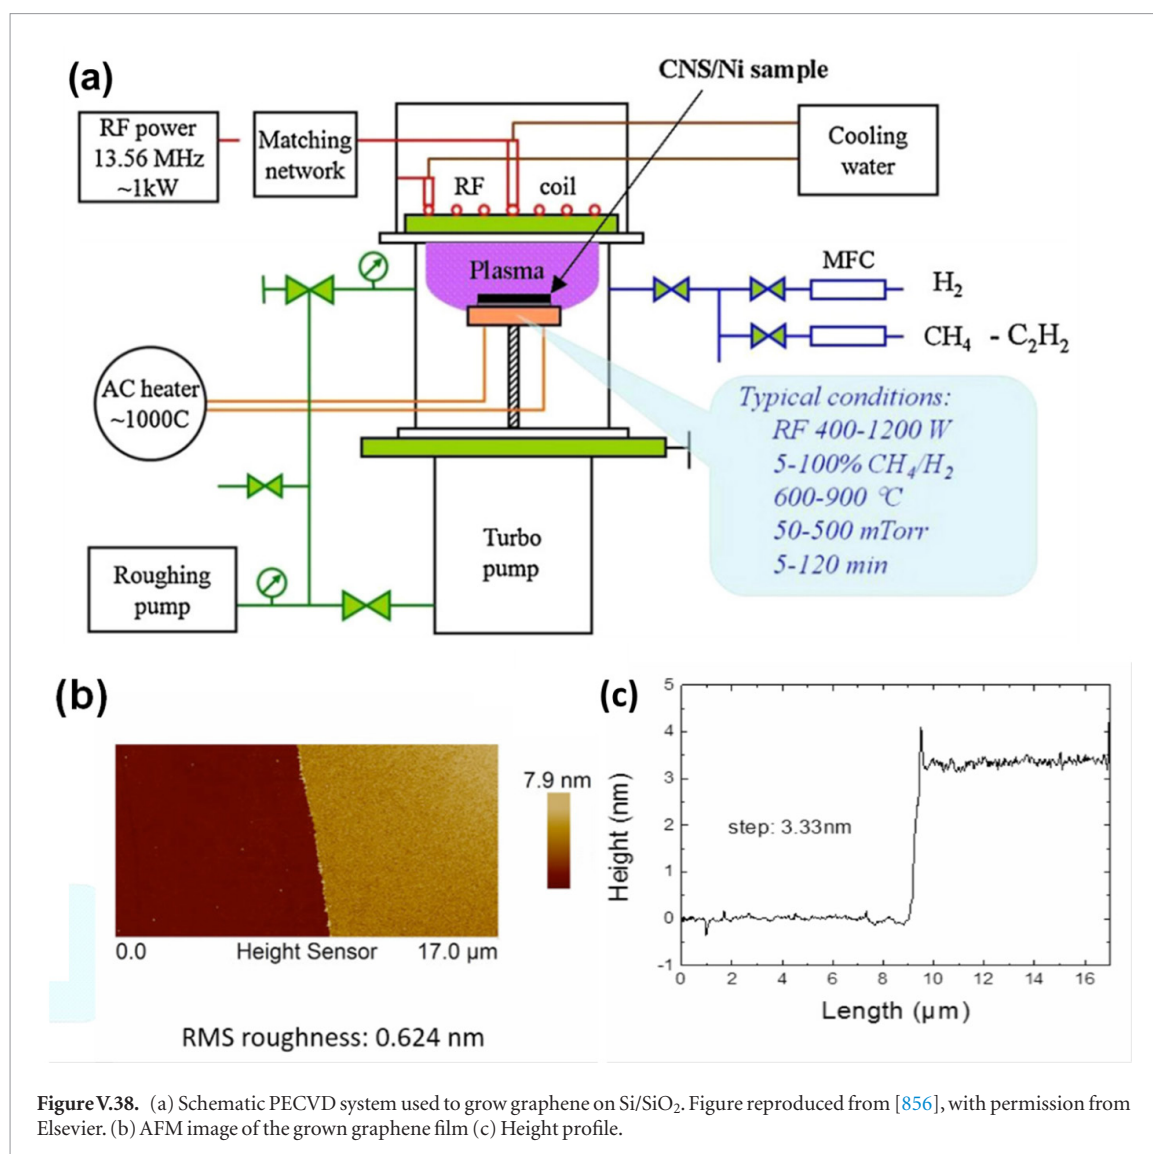 (a)
CNS/Ni sample
RF power
13.56 MHz
~1kW
Matching
network
Cooling
water
RF coil
Plasma
MFC
H₂
CH₄ - C₂H₂
AC heater
~1000C
Typical conditions:
RF 400-1200 W
5-100% CH₄/H₂
600-900 °C
50-500 mTorr
5-120 min
Turbo
pump
Roughing
pump
(b)
7.9 nm
0.0 Height Sensor 17.0 µm
RMS roughness: 0.624 nm
(c)
Height (nm)
5
4
3
2
1
0
-1
step: 3.33nm
0 2 4 6 8 10 12 14 16
Length (µm)
Figure V.38. (a) Schematic PECVD system used to grow graphene on Si/SiO₂. Figure reproduced from [856], with permission from
Elsevier. (b) AFM image of the grown graphene film (c) Height profile.